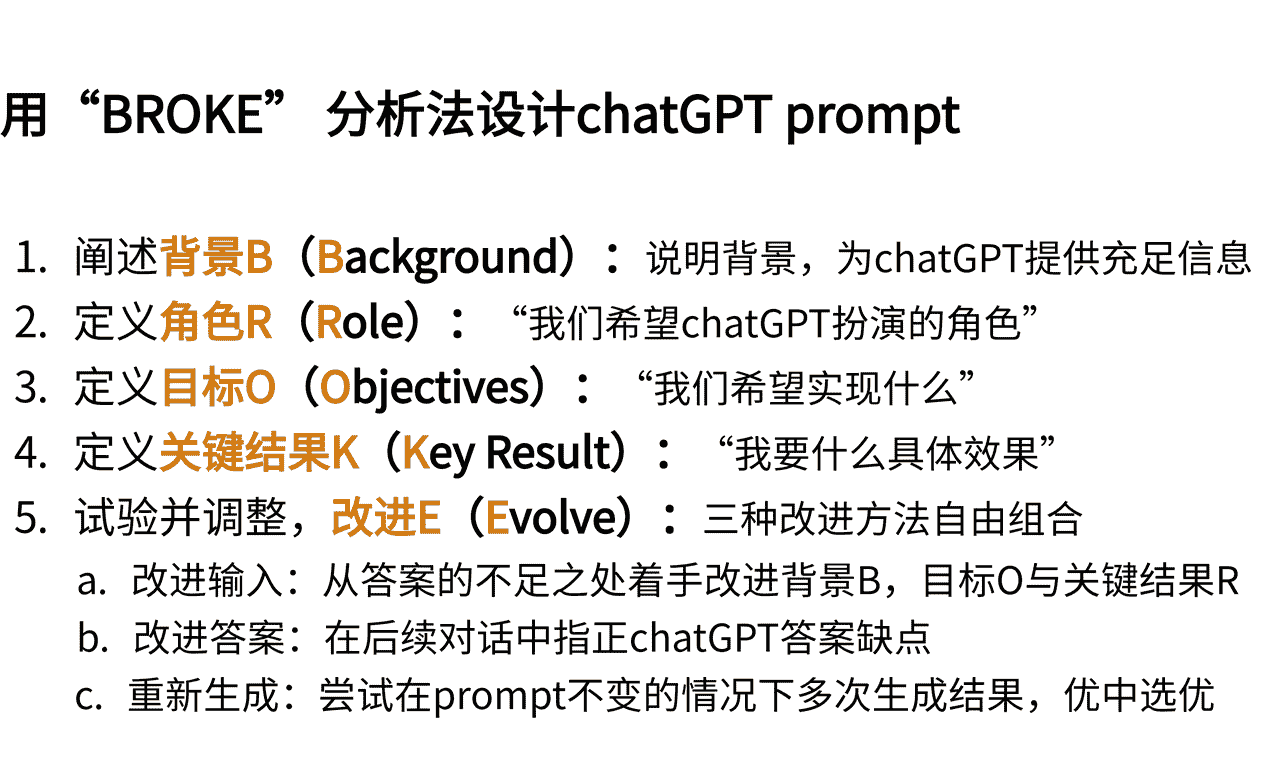 用“BROKE” 分析法设计chatGPT prompt
1. 阐述背景B（Background）：说明背景，为chatGPT提供充足信息
2. 定义角色R（Role）：“我们希望chatGPT扮演的角色”
3. 定义目标O（Objectives）：“我们希望实现什么”
4. 定义关键结果K（Key Result）：“我要什么具体效果”
5. 试验并调整，改进E（Evolve）：三种改进方法自由组合
a. 改进输入：从答案的不足之处着手改进背景B，目标O与关键结果R
b. 改进答案：在后续对话中指正chatGPT答案缺点
c. 重新生成：尝试在prompt不变的情况下多次生成结果，优中选优